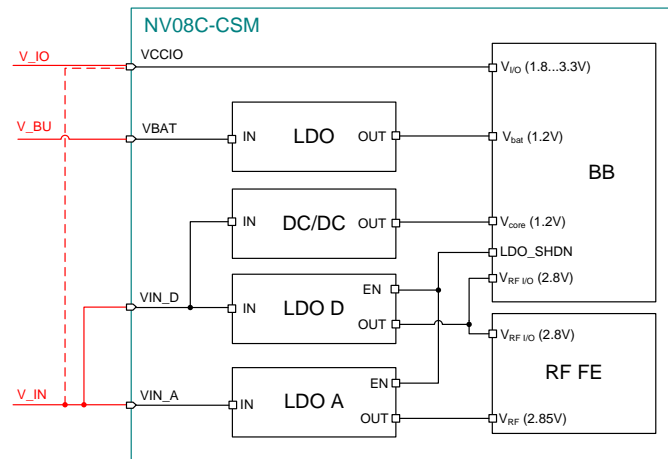 NV08C-CSM
V_IO
VCCIO
V_I/O (1.8...3.3V)
V_BU
VBAT
IN
LDO
OUT
V_bat (1.2V)
BB
IN
DC/DC
OUT
V_core (1.2V)
LDO_SHDN
VIN_D
IN
LDO D
EN
OUT
V_RF I/O (2.8V)
V_RF I/O (2.8V)
RF FE
V_IN
VIN_A
IN
LDO A
EN
OUT
V_RF (2.85V)